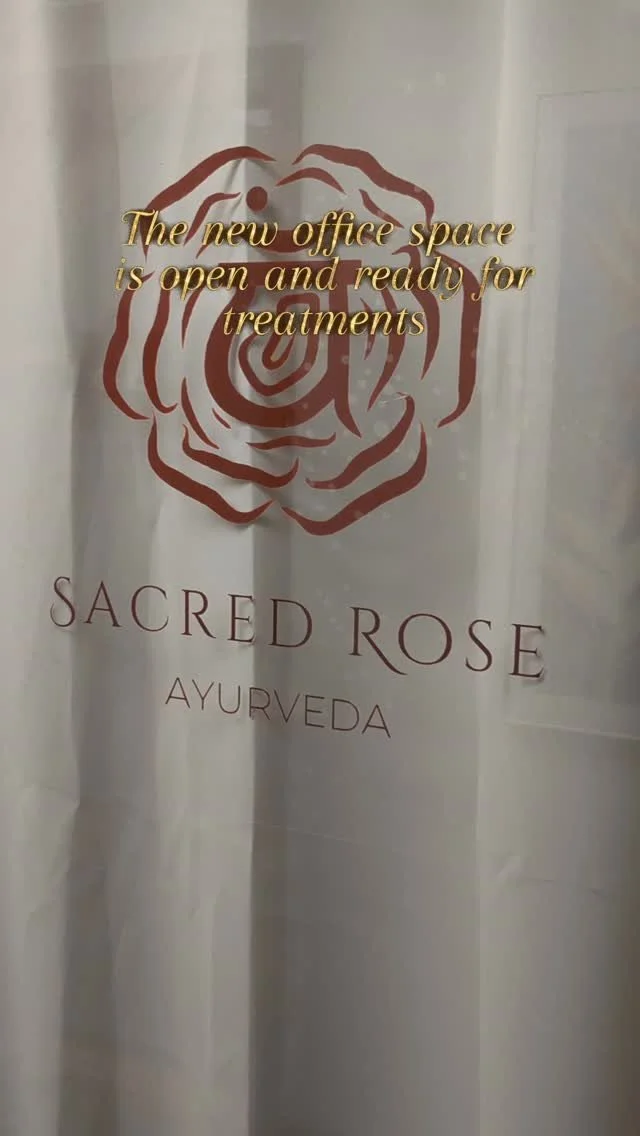 The new office space
is open and ready for
treatments
SACRED ROSE
AYURVEDA